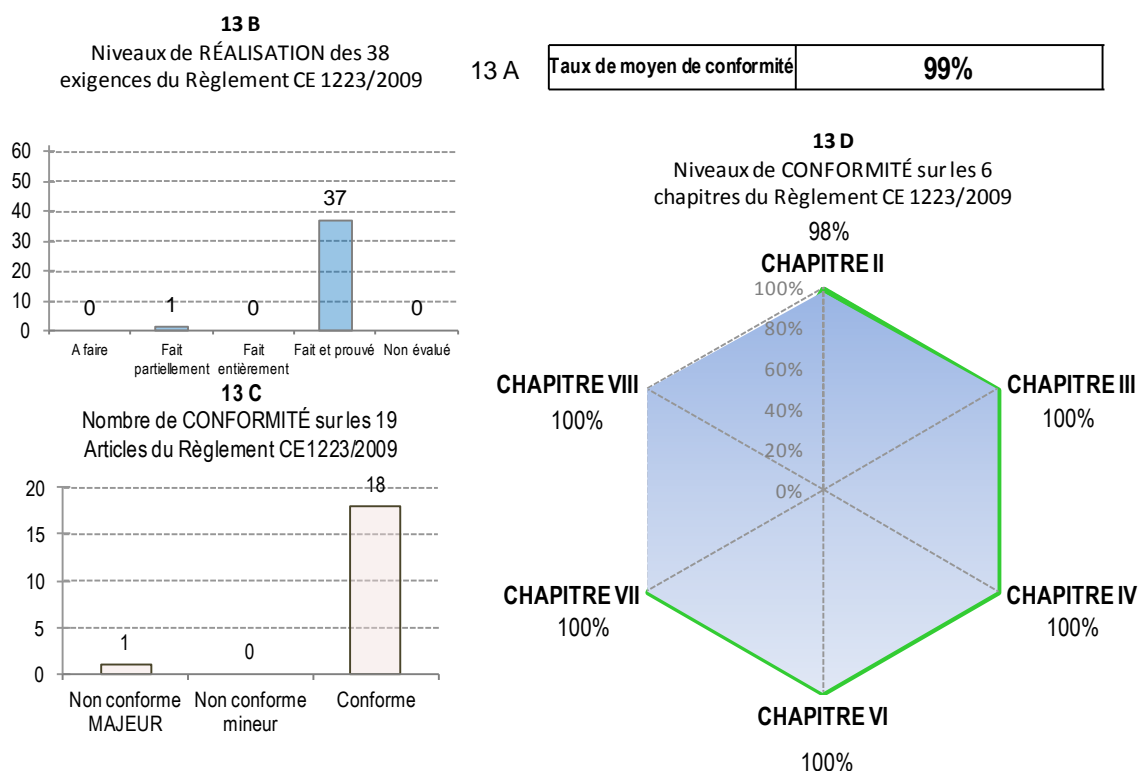 13 B
Niveaux de RÉALISATION des 38
exigences du Règlement CE 1223/2009
60
50
40
30
20
10
0
0
1
0
37
0
A faire
Fait
partiellement
Fait
entièrement
Fait et prouvé
Non évalué
13 A
Taux de moyen de conformité
99%
13 C
Nombre de CONFORMITÉ sur les 19
Articles du Règlement CE1223/2009
20
15
10
5
0
1
0
18
Non conforme
MAJEUR
Non conforme
mineur
Conforme
13 D
Niveaux de CONFORMITÉ sur les 6
chapitres du Règlement CE 1223/2009
98%
CHAPITRE II
100%
80%
60%
40%
20%
0%
CHAPITRE VIII
100%
CHAPITRE III
100%
CHAPITRE VII
100%
CHAPITRE IV
100%
CHAPITRE VI
100%